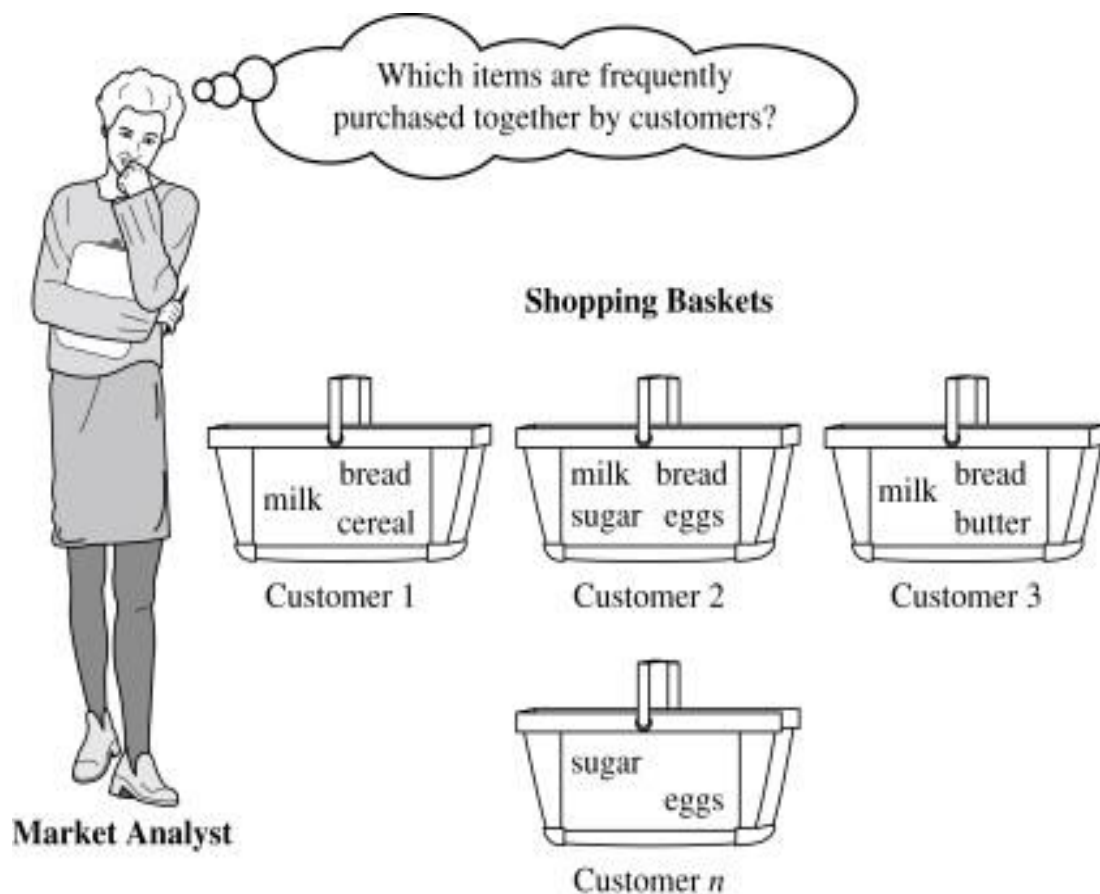 Which items are frequently
purchased together by customers?
Shopping Baskets
milk
bread
cereal
Customer 1
milk bread
sugar eggs
Customer 2
milk
bread
butter
Customer 3
sugar
eggs
Customer n
Market Analyst